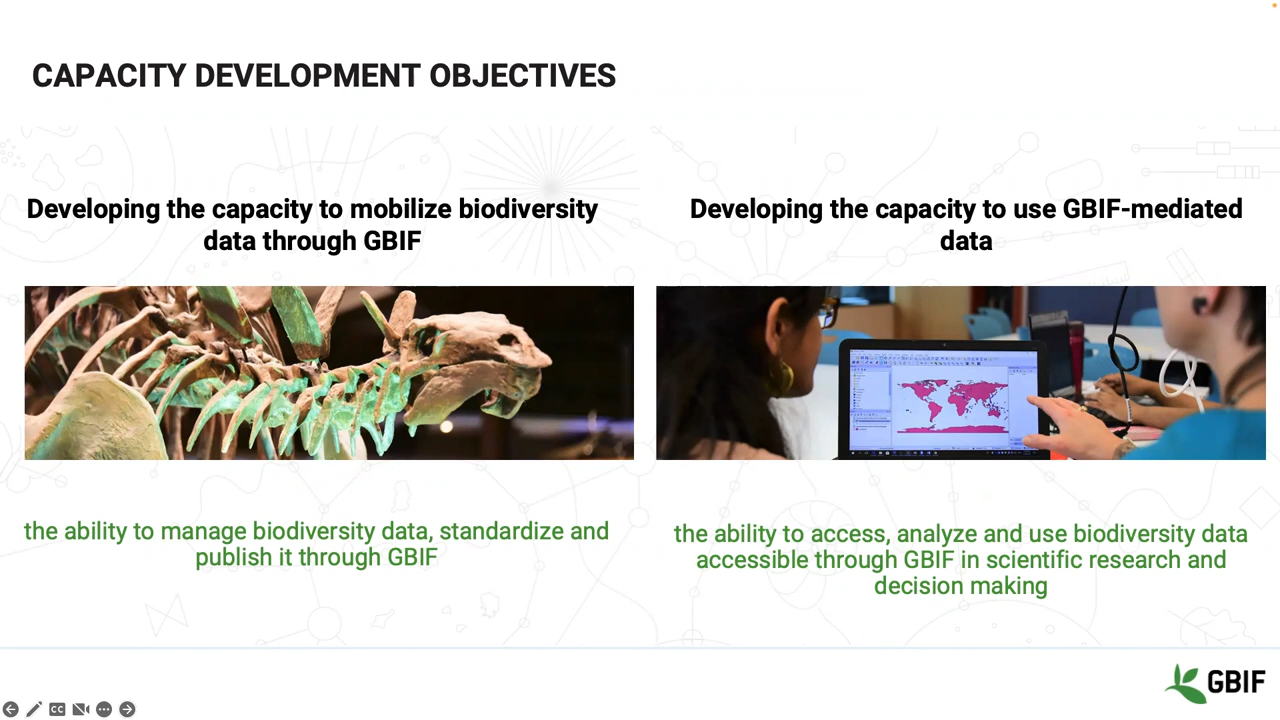 CAPACITY DEVELOPMENT OBJECTIVES
Developing the capacity to mobilize biodiversity
data through GBIF
the ability to manage biodiversity data, standardize and
publish it through GBIF
Developing the capacity to use GBIF-mediated
data
the ability to access, analyze and use biodiversity data
accessible through GBIF in scientific research and
decision making
GBIF
CC